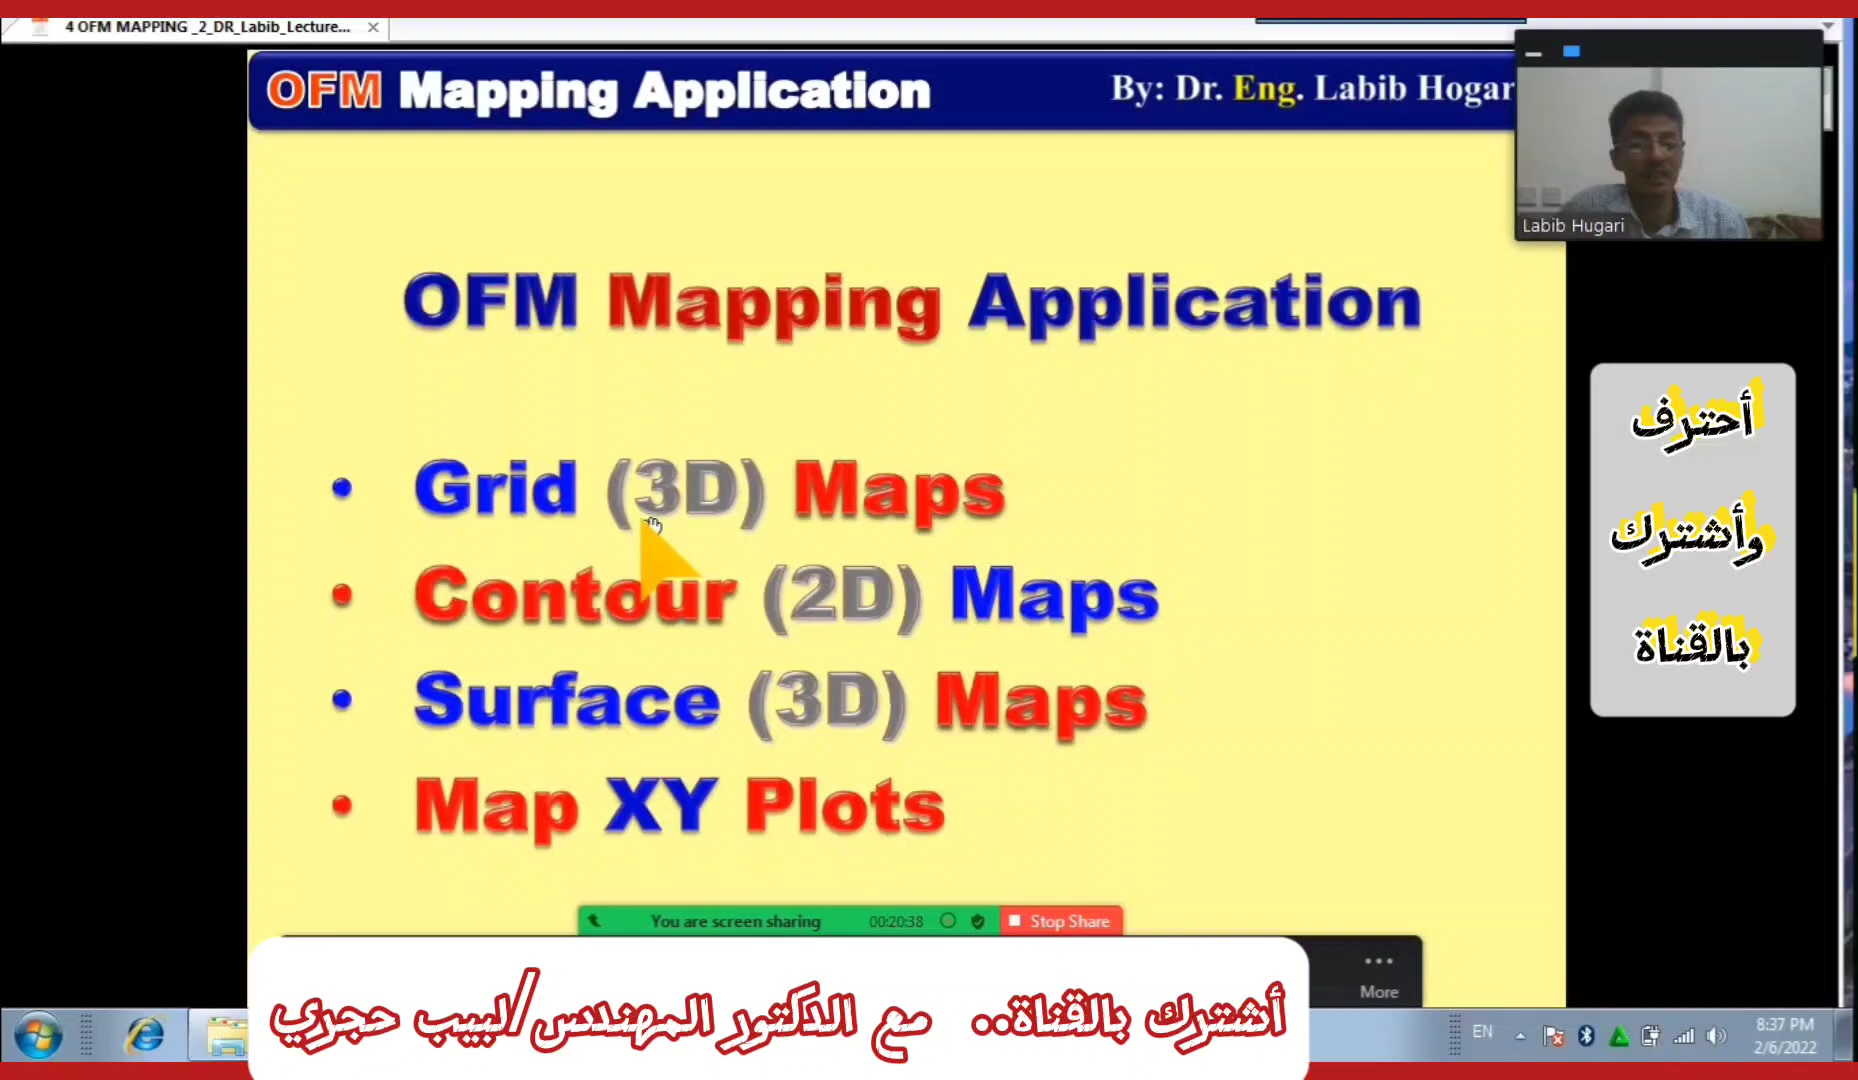 4 OFM MAPPING _2_DR_Labib_Lecture...
OFM Mapping Application
By: Dr. Eng. Labib Hogar
Labib Hugari
OFM Mapping Application
• Grid (3D) Maps
• Contour (2D) Maps
• Surface (3D) Maps
• Map XY Plots
أحترف
وأشترك
بالقناة
You are screen sharing 00:20:38 Stop Share
More
أشترك بالقناة.. مع الدكتور المهندس/لبيب حجري
EN
8:37 PM
2/6/2022